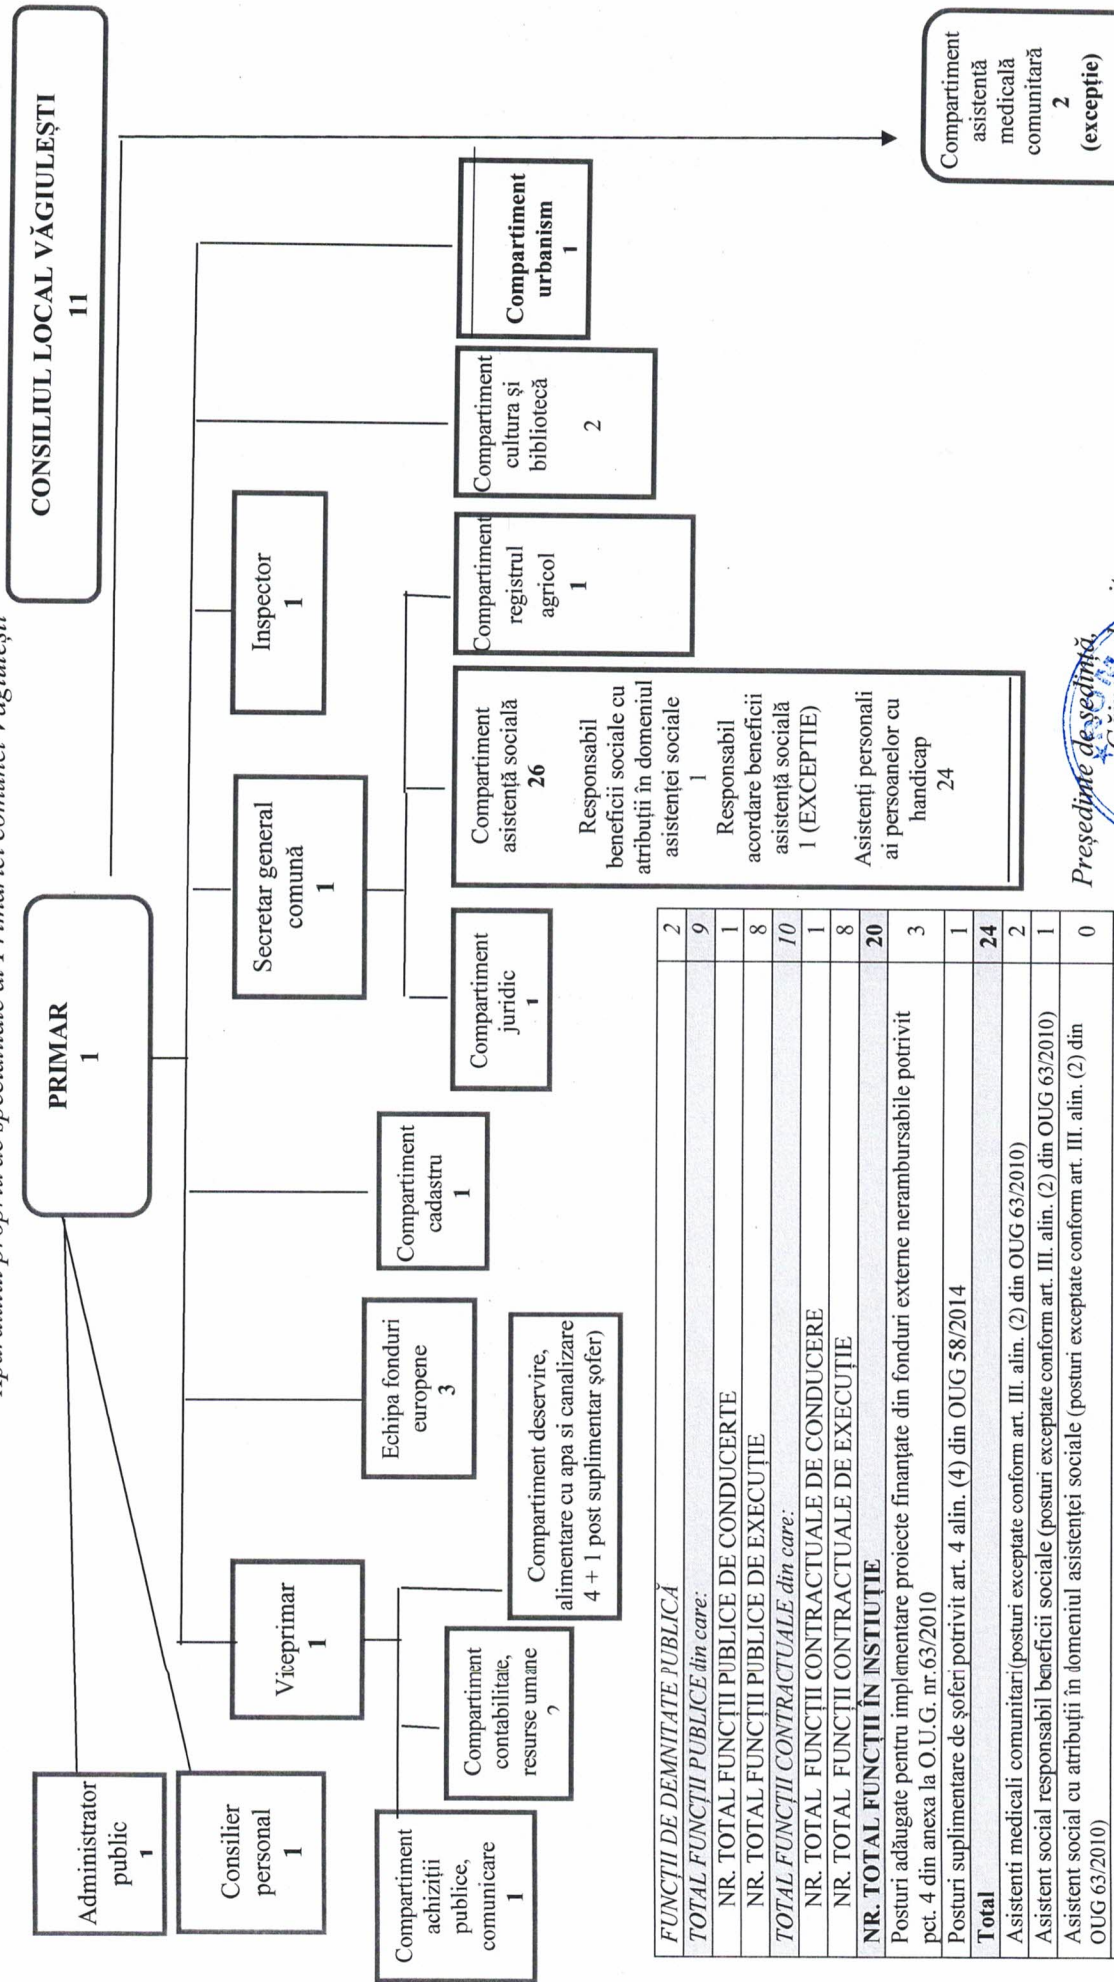 CONSILIUL LOCAL VĂGIULEȘTI
11
PRIMAR
1
Administrator
public
1
Consilier
personal
1
Viceprimar
1
Secretar general
comună
1
Inspector
1
Compartiment
achiziții
publice,
comunicare
1
Compartiment
contabilitate,
resurse umane
Compartiment deservire,
alimentare cu apa si canalizare
4 + 1 post suplimentar șofer)
Echipa fonduri
europene
3
Compartiment
cadastru
1
Compartiment
juridic
1
Compartiment
asistență socială
26
Responsabil
beneficii sociale cu
atribuții în domeniul
asistenței sociale
1
Responsabil
acordare beneficii
asistență socială
1 (EXCEPTIE)
Asistenți personali
ai persoanelor cu
handicap
24
Compartiment
registrul
agricol
1
Compartiment
cultura și
bibliotecă
2
Compartiment
urbanism
1
Compartiment
asistentă
medicală
comunitară
2
(excepție)
FUNCȚII DE DEMNITATE PUBLICĂ 2
TOTAL FUNCȚII PUBLICE din care: 9
NR. TOTAL FUNCȚII PUBLICE DE CONDUCERTE 1
NR. TOTAL FUNCȚII PUBLICE DE EXECUȚIE 8
TOTAL FUNCȚII CONTRACTUALE din care: 10
NR. TOTAL FUNCȚII CONTRACTUALE DE CONDUCERE 1
NR. TOTAL FUNCȚII CONTRACTUALE DE EXECUȚIE 8
NR. TOTAL FUNCȚII ÎN INSTIUȚIE 20
Posturi adăugate pentru implementare proiecte finanțate din fonduri externe nerambursabile potrivit 3
pct. 4 din anexa la O.U.G. nr.63/2010
Posturi suplimentare de șoferi potrivit art. 4 alin. (4) din OUG 58/2014 1
Total 24
Asistenti medicali comunitari(posturi exceptate conform art. III. alin. (2) din OUG 63/2010) 2
Asistent social responsabil beneficii sociale (posturi exceptate conform art. III. alin. (2) din OUG 63/2010) 1
Asistent social cu atribuții în domeniul asistenței sociale (posturi exceptate conform art. III. alin. (2) din 0
OUG 63/2010)
Președinte de ședință,